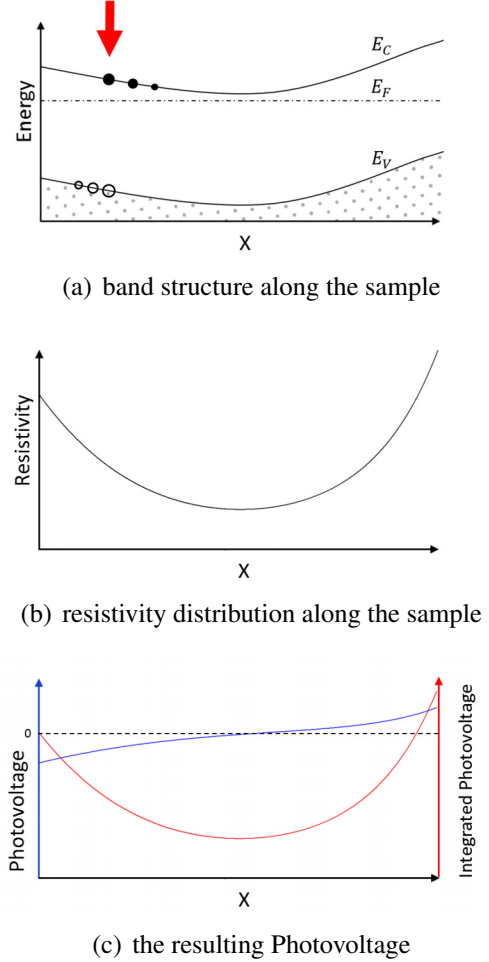 Energy
E_C
E_F
E_V
X
(a) band structure along the sample
Resistivity
X
(b) resistivity distribution along the sample
0
Photovoltage
Integrated Photovoltage
X
(c) the resulting Photovoltage